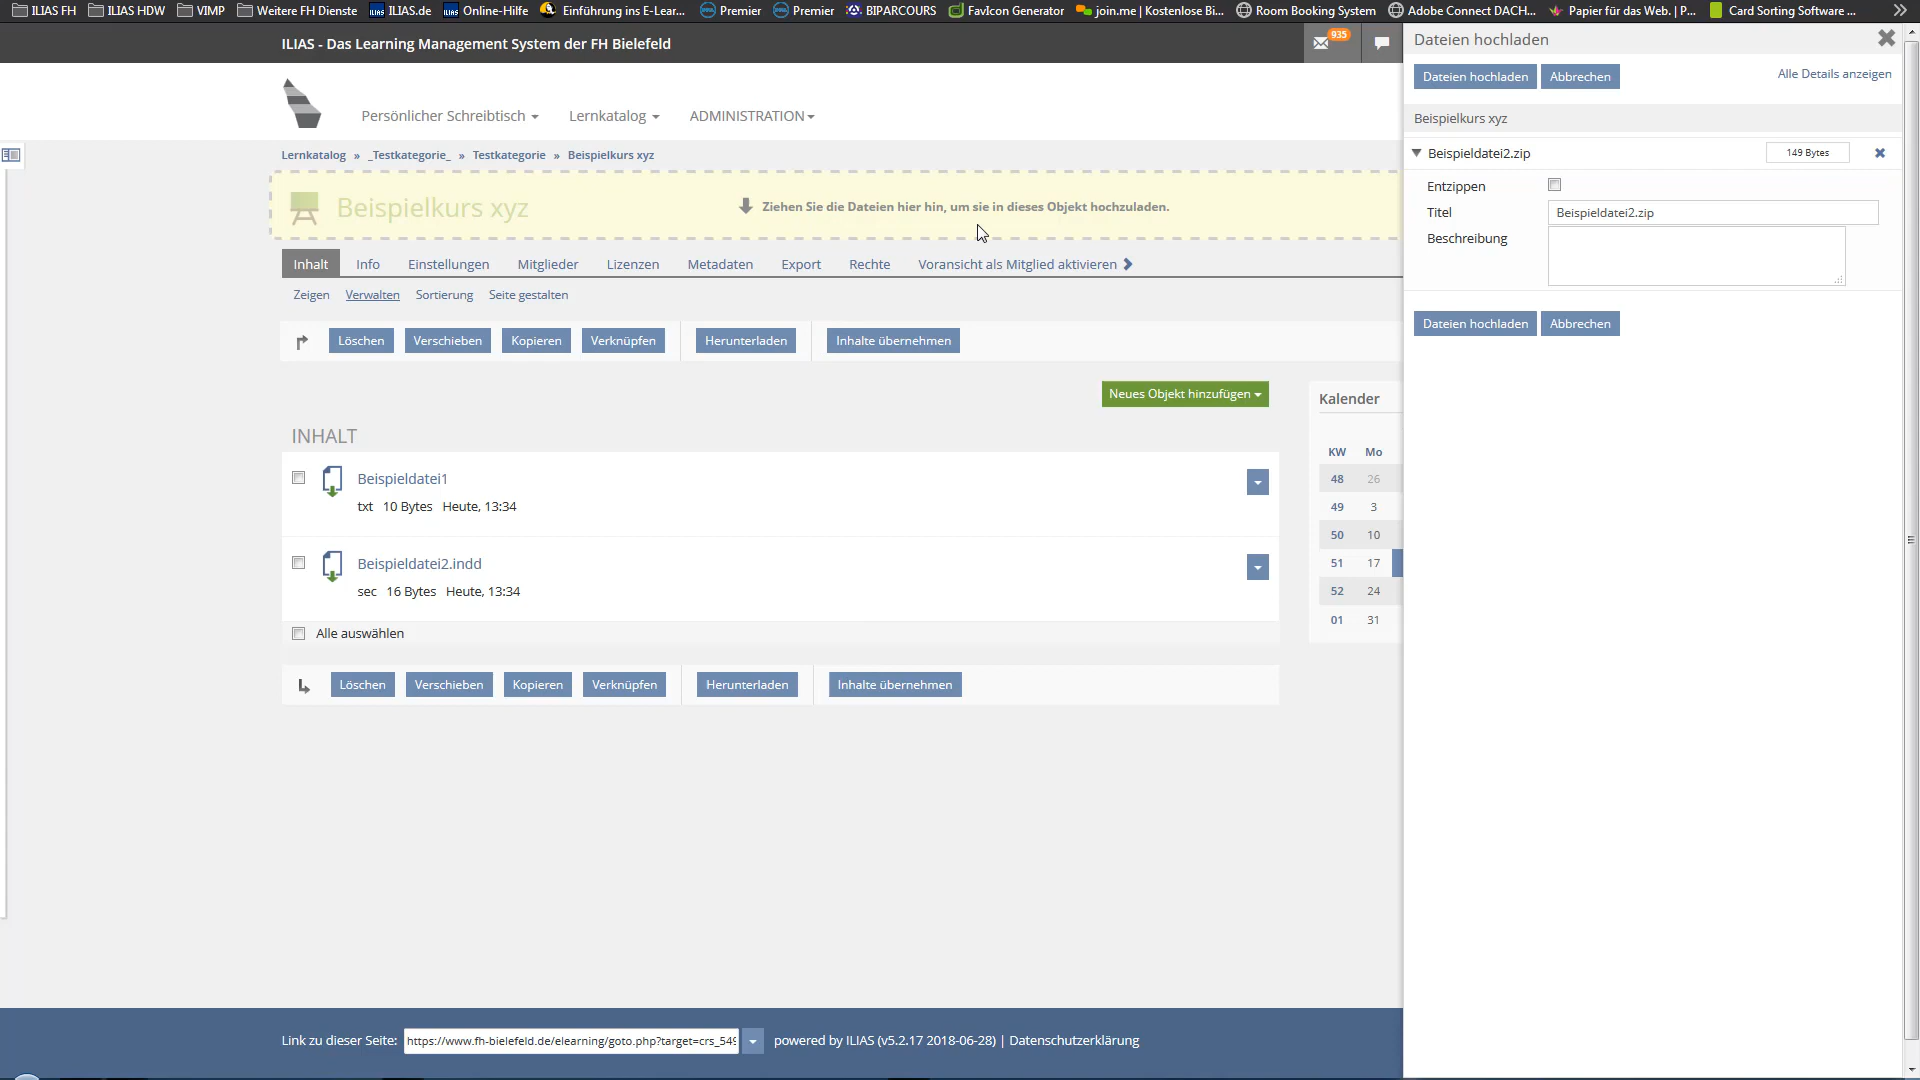 ILIAS FH ILIAS HDW VIMP Weitere FH Dienste ILIAS.de Online-Hilfe Einführung ins E-Lear... Premier Premier BIPARCOURS FavIcon Generator join.me | Kostenlose Bi... Room Booking System Adobe Connect DACH... Papier für das Web. | P... Card Sorting Software ...
ILIAS - Das Learning Management System der FH Bielefeld
935
Persönlicher Schreibtisch
Lernkatalog
ADMINISTRATION
Lernkatalog » _Testkategorie_ » Testkategorie » Beispielkurs xyz
Beispielkurs xyz
Ziehen Sie die Dateien hier hin, um sie in dieses Objekt hochzuladen.
Inhalt Info Einstellungen Mitglieder Lizenzen Metadaten Export Rechte Voransicht als Mitglied aktivieren
Zeigen Verwalten Sortierung Seite gestalten
Löschen Verschieben Kopieren Verknüpfen Herunterladen Inhalte übernehmen
Neues Objekt hinzufügen
INHALT
Beispieldatei1
txt 10 Bytes Heute, 13:34
Beispieldatei2.indd
sec 16 Bytes Heute, 13:34
Alle auswählen
Löschen Verschieben Kopieren Verknüpfen Herunterladen Inhalte übernehmen
Kalender
KW Mo
48 26
49 3
50 10
51 17
52 24
01 31
Dateien hochladen
Dateien hochladen Abbrechen Alle Details anzeigen
Beispielkurs xyz
Beispieldatei2.zip 149 Bytes
Entzippen
Titel Beispieldatei2.zip
Beschreibung
Dateien hochladen Abbrechen
Link zu dieser Seite: https://www.fh-bielefeld.de/elearning/goto.php?target=crs_549 powered by ILIAS (v5.2.17 2018-06-28) | Datenschutzerklärung